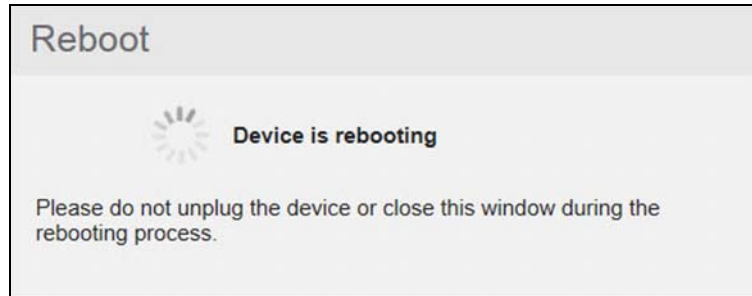 Reboot
Device is rebooting
Please do not unplug the device or close this window during the
rebooting process.